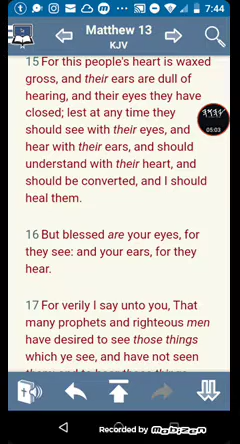 7:44
Matthew 13
KJV
15 For this people's heart is waxed
gross, and their ears are dull of
hearing, and their eyes they have
closed; lest at any time they
should see with their eyes, and
hear with their ears, and should
understand with their heart, and
should be converted, and I should
heal them.
05:03
16 But blessed are your eyes, for
they see: and your ears, for they
hear.
17 For verily I say unto you, That
many prophets and righteous men
have desired to see those things
which ye see, and have not seen
Recorded by Mobizen